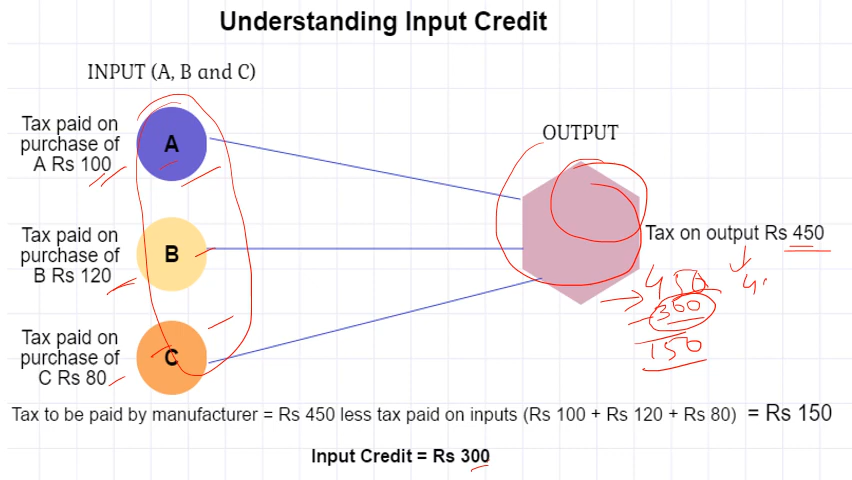 Understanding Input Credit
INPUT (A, B and C)
Tax paid on
purchase of
A Rs 100
A
OUTPUT
Tax paid on
purchase of
B Rs 120
B
Tax on output Rs 450
450
300
150
Tax paid on
purchase of
C Rs 80
C
Tax to be paid by manufacturer = Rs 450 less tax paid on inputs (Rs 100 + Rs 120 + Rs 80) = Rs 150
Input Credit = Rs 300